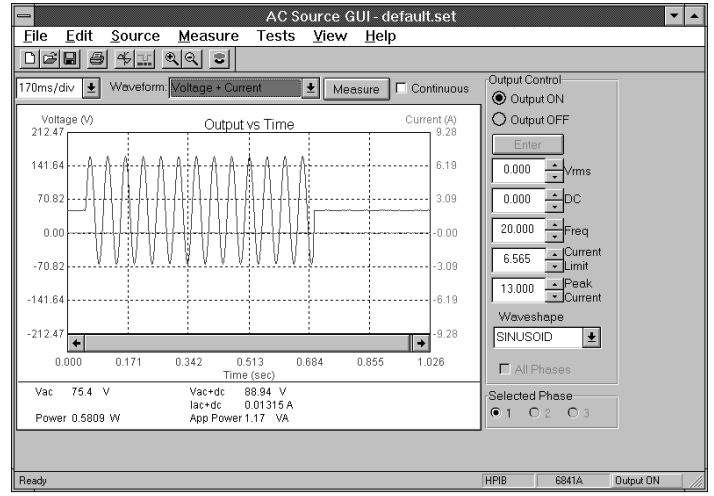 AC Source GUI - default.set
File Edit Source Measure Tests View Help
170ms/div Waveform: Voltage + Current Measure Continuous
Output Control
Output ON
Output OFF
Enter
0.000 Vrms
0.000 DC
20.000 Freq
6.565 Current Limit
13.000 Peak Current
Waveshape
SINUSOID
All Phases
Selected Phase
1 2 3
Voltage (V) Output vs Time Current (A)
212.47 9.28
141.64 6.19
70.82 3.09
0.00 -0.00
-70.82 -3.09
-141.64 -6.19
-212.47 -9.28
0.000 0.171 0.342 0.513 0.684 0.855 1.026
Time (sec)
Vac 75.4 V Vac+dc 88.94 V
Iac+dc 0.01315 A
Power 0.5809 W App Power 1.17 VA
Ready HPIB 6841A Output ON